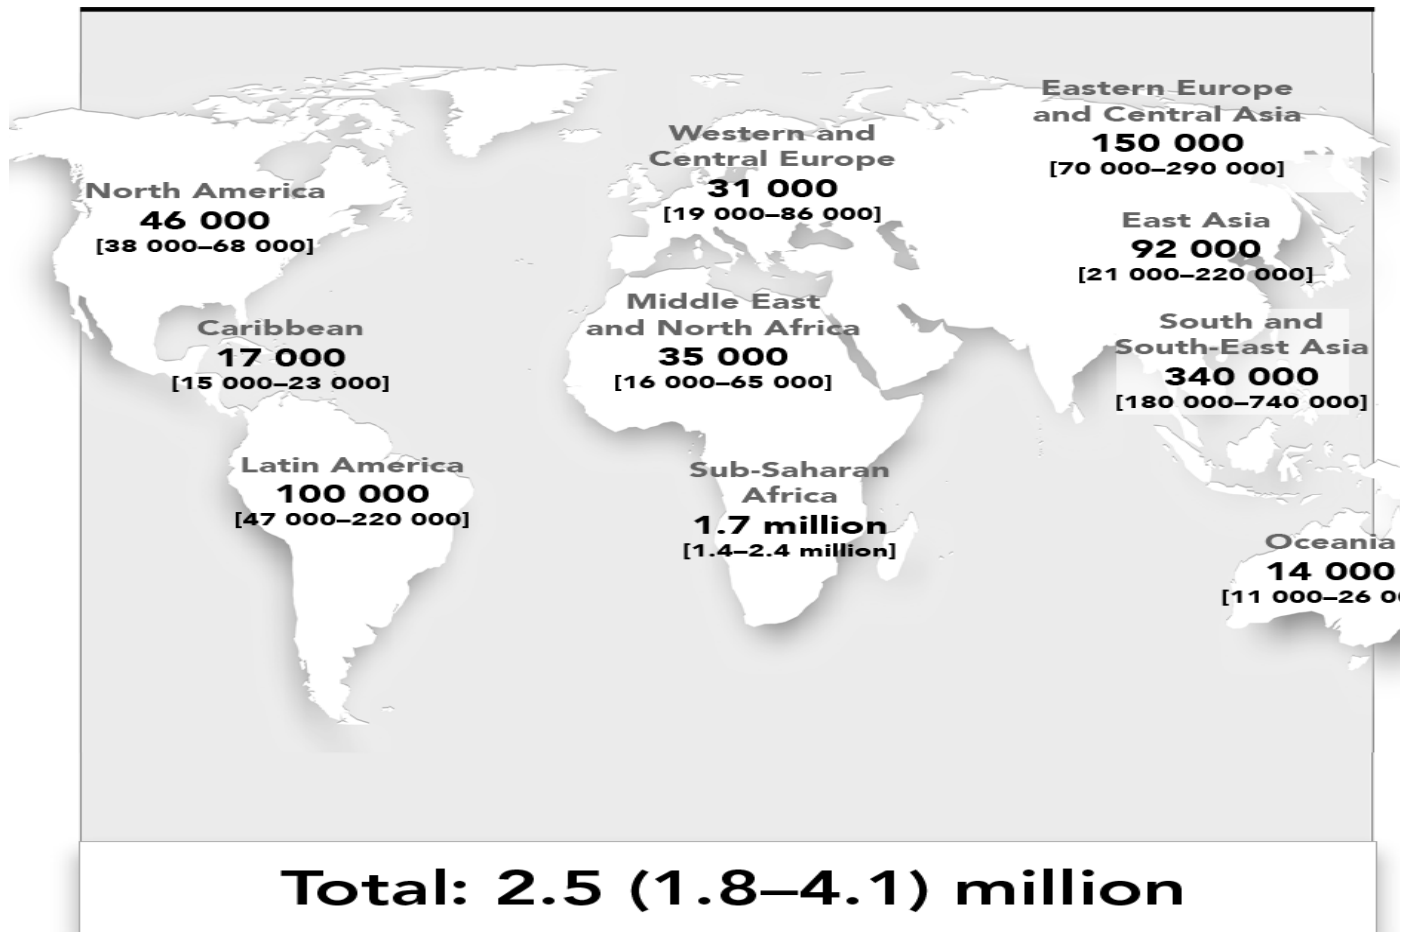 Eastern Europe
and Central Asia
150 000
[70 000–290 000]
Western and
Central Europe
31 000
[19 000–86 000]
North America
46 000
[38 000–68 000]
East Asia
92 000
[21 000–220 000]
Middle East
and North Africa
35 000
[16 000–65 000]
Caribbean
17 000
[15 000–23 000]
South and
South-East Asia
340 000
[180 000–740 000]
Latin America
100 000
[47 000–220 000]
Sub-Saharan
Africa
1.7 million
[1.4–2.4 million]
Oceania
14 000
[11 000–26 0
Total: 2.5 (1.8–4.1) million